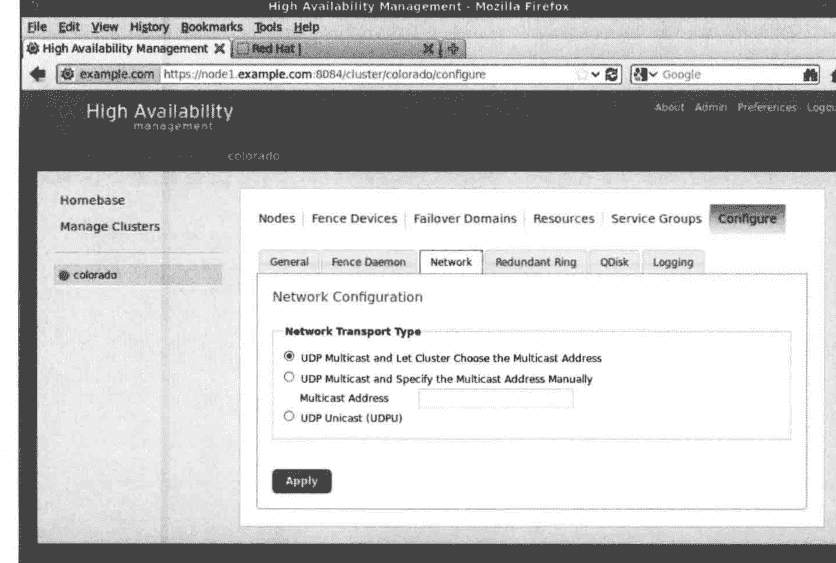 High Availability Management - Mozilla Firefox
File Edit View History Bookmarks Tools Help
High Availability Management Red Hat |
example.com https://node1.example.com:8084/cluster/colorado/configure Google
High Availability
management
About Admin Preferences Logou
colorado
Homebase
Manage Clusters
colorado
Nodes Fence Devices Failover Domains Resources Service Groups Configure
General Fence Daemon Network Redundant Ring QDisk Logging
Network Configuration
Network Transport Type
UDP Multicast and Let Cluster Choose the Multicast Address
UDP Multicast and Specify the Multicast Address Manually
Multicast Address
UDP Unicast (UDPU)
Apply